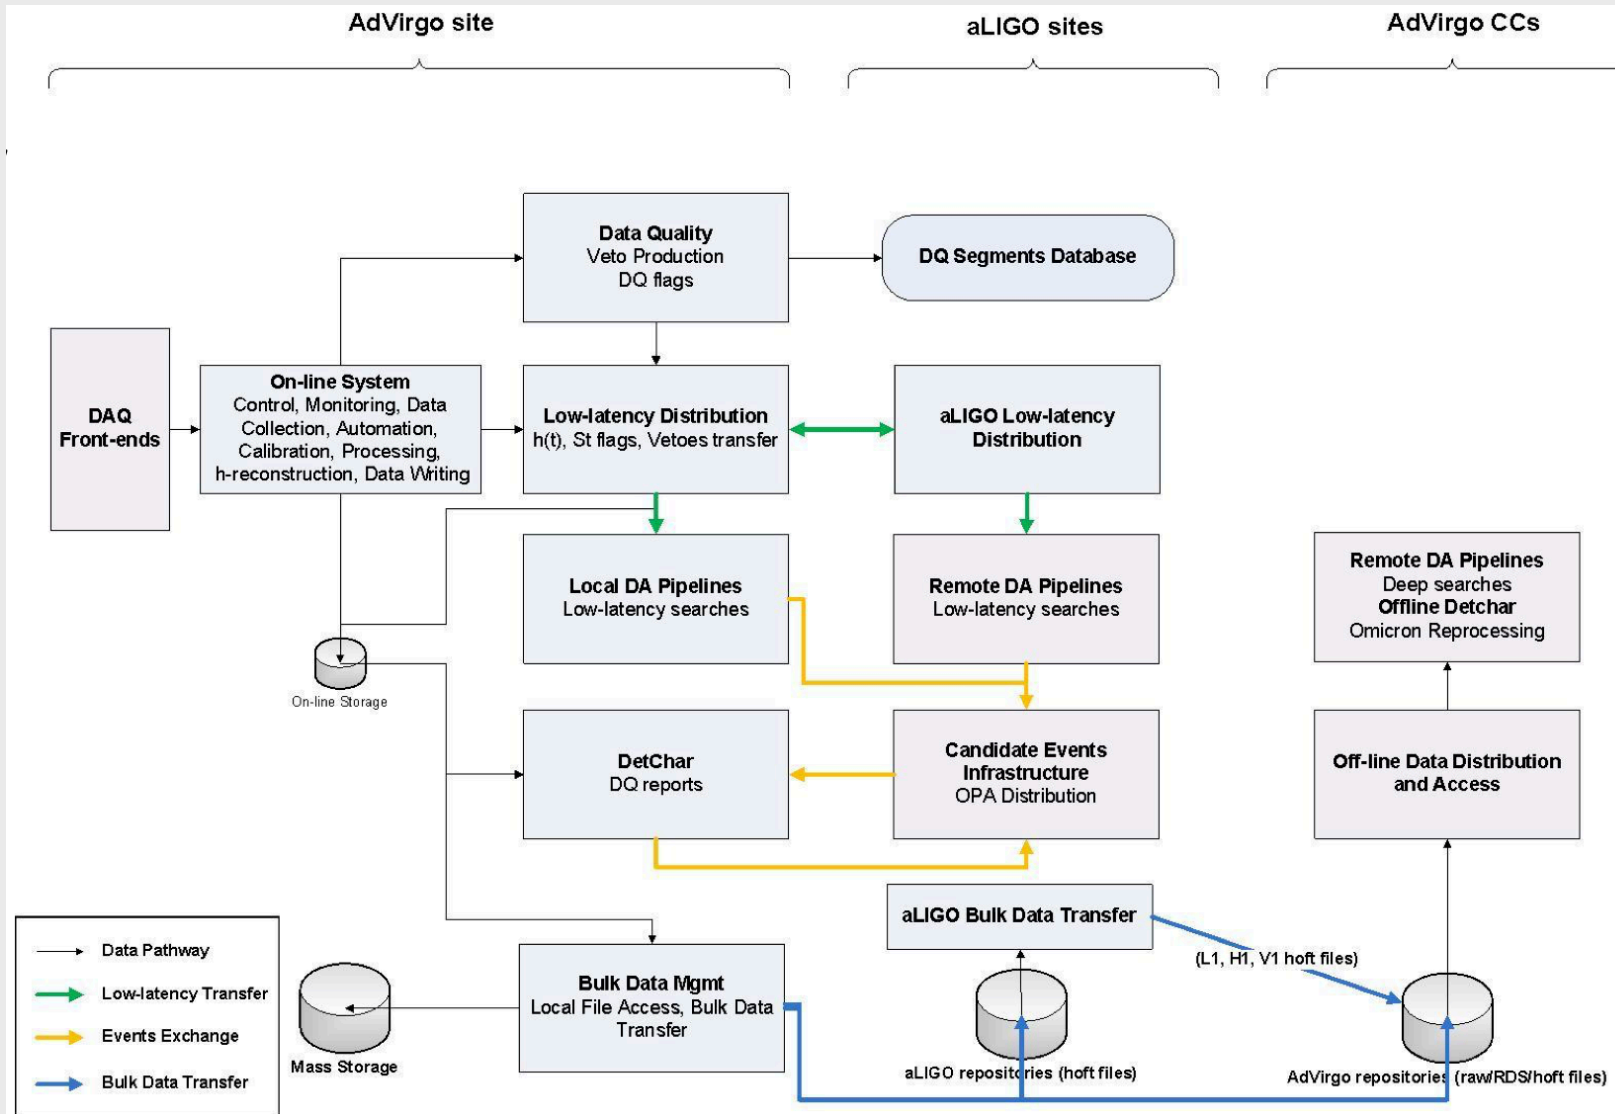 AdVirgo site
aLIGO sites
AdVirgo CCs
Data Quality
Veto Production
DQ flags
DQ Segments Database
DAQ
Front-ends
On-line System
Control, Monitoring, Data
Collection, Automation,
Calibration, Processing,
h-reconstruction, Data Writing
Low-latency Distribution
h(t), St flags, Vetoes transfer
aLIGO Low-latency
Distribution
Local DA Pipelines
Low-latency searches
Remote DA Pipelines
Low-latency searches
Remote DA Pipelines
Deep searches
Offline Detchar
Omicron Reprocessing
On-line Storage
DetChar
DQ reports
Candidate Events
Infrastructure
OPA Distribution
Off-line Data Distribution
and Access
aLIGO Bulk Data Transfer
(L1, H1, V1 hoft files)
Bulk Data Mgmt
Local File Access, Bulk Data
Transfer
Mass Storage
aLIGO repositories (hoft files)
AdVirgo repositories (raw/RDS/hoft files)
Data Pathway
Low-latency Transfer
Events Exchange
Bulk Data Transfer